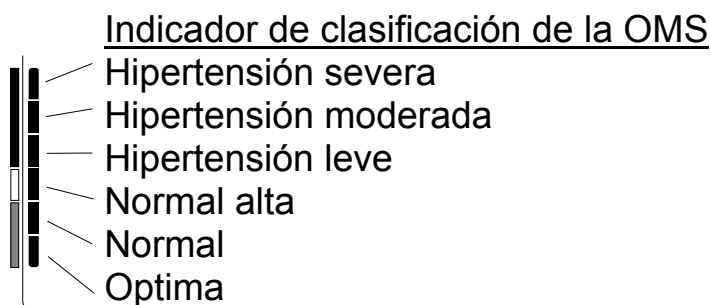 Indicador de clasificación de la OMS
Hipertensión severa
Hipertensión moderada
Hipertensión leve
Normal alta
Normal
Optima